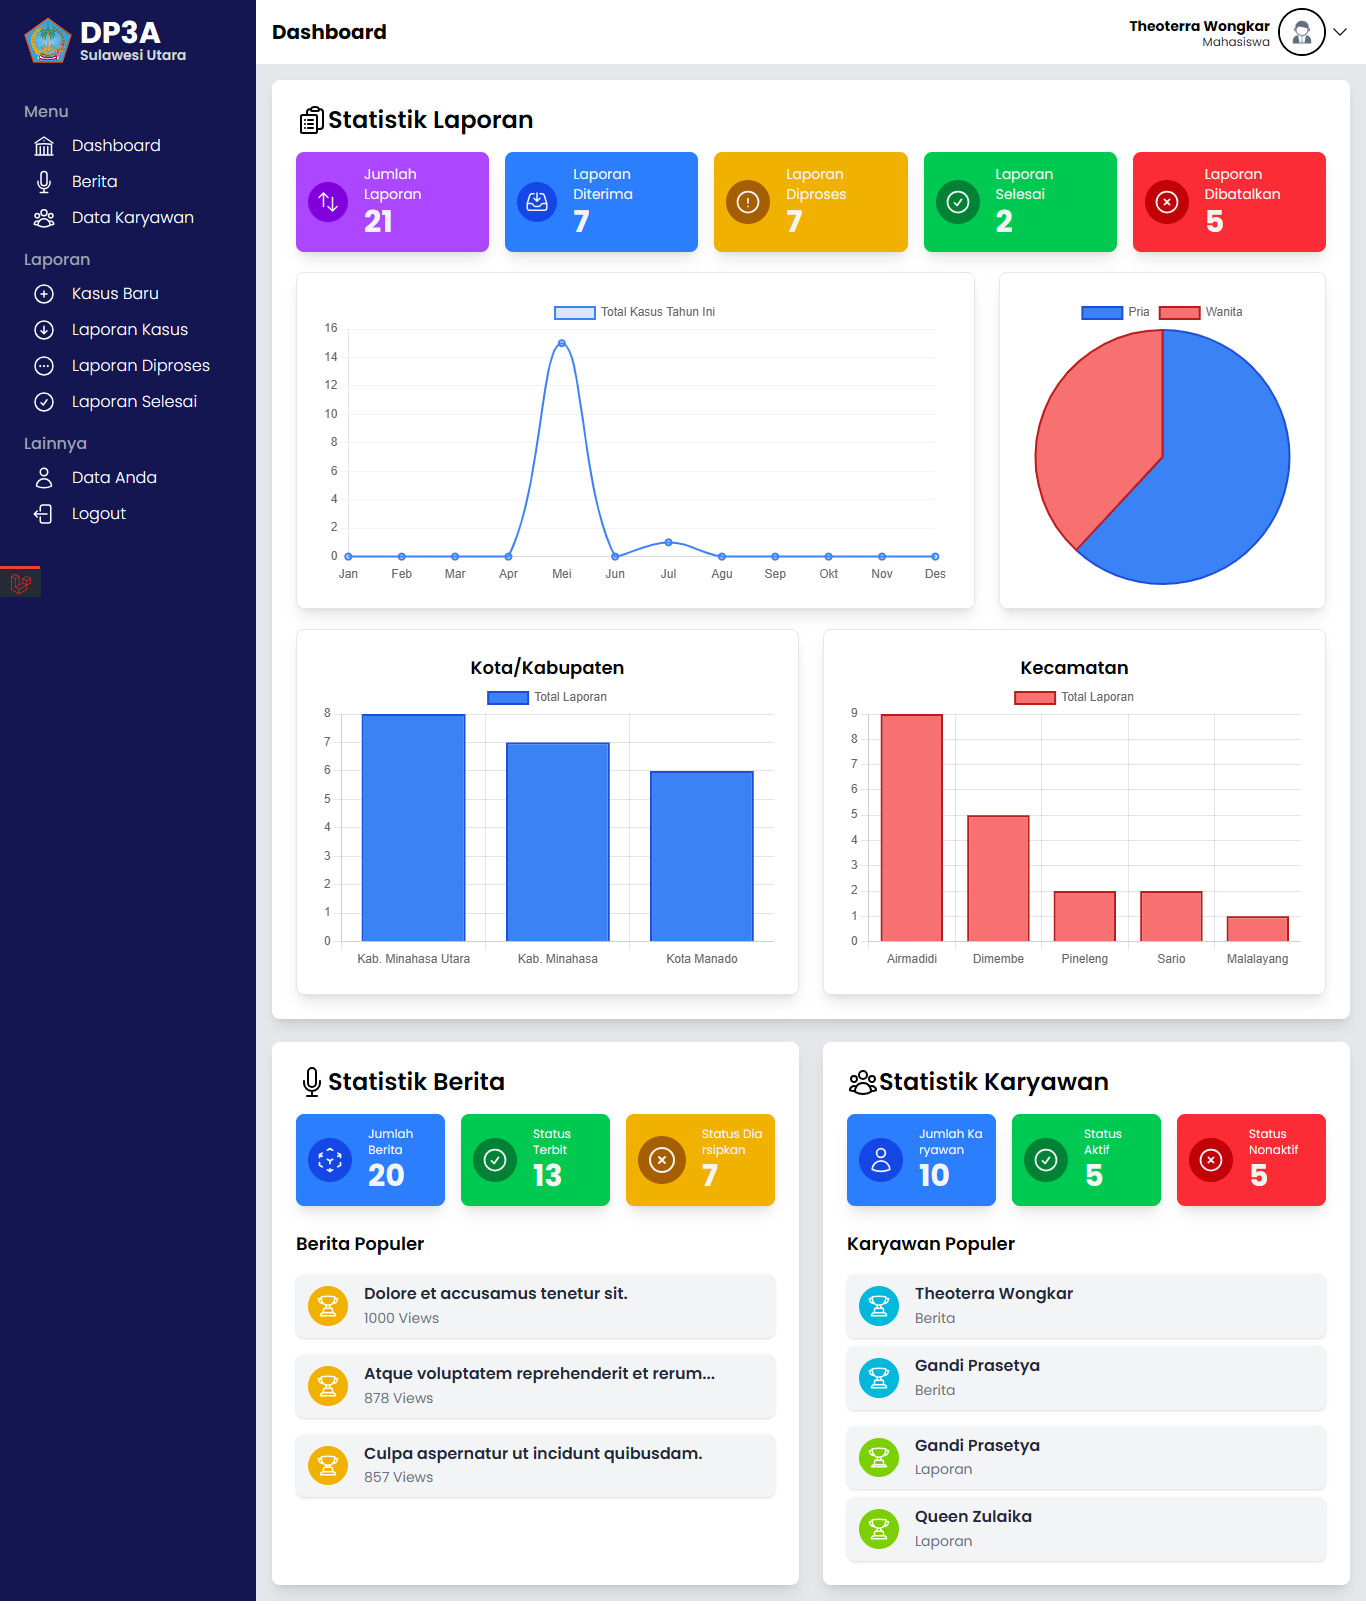 DP3A
Sulawesi Utara
Menu
Dashboard
Berita
Data Karyawan
Laporan
Kasus Baru
Laporan Kasus
Laporan Diproses
Laporan Selesai
Lainnya
Data Anda
Logout
Dashboard
Theoterra Wongkar
Mahasiswa
Statistik Laporan
Jumlah
Laporan
21
Laporan
Diterima
7
Laporan
Diproses
7
Laporan
Selesai
2
Laporan
Dibatalkan
5
Total Kasus Tahun Ini
16
14
12
10
8
6
4
2
0
Jan Feb Mar Apr Mei Jun Jul Agu Sep Okt Nov Des
Pria Wanita
Kota/Kabupaten
Total Laporan
8
7
6
5
4
3
2
1
0
Kab. Minahasa Utara Kab. Minahasa Kota Manado
Kecamatan
Total Laporan
9
8
7
6
5
4
3
2
1
0
Airmadidi Dimembe Pineleng Sario Malalayang
Statistik Berita
Jumlah
Berita
20
Status
Terbit
13
Status Dia
rsipkan
7
Berita Populer
Dolore et accusamus tenetur sit.
1000 Views
Atque voluptatem reprehenderit et rerum...
878 Views
Culpa aspernatur ut incidunt quibusdam.
857 Views
Statistik Karyawan
Jumlah Ka
ryawan
10
Status
Aktif
5
Status
Nonaktif
5
Karyawan Populer
Theoterra Wongkar
Berita
Gandi Prasetya
Berita
Gandi Prasetya
Laporan
Queen Zulaika
Laporan